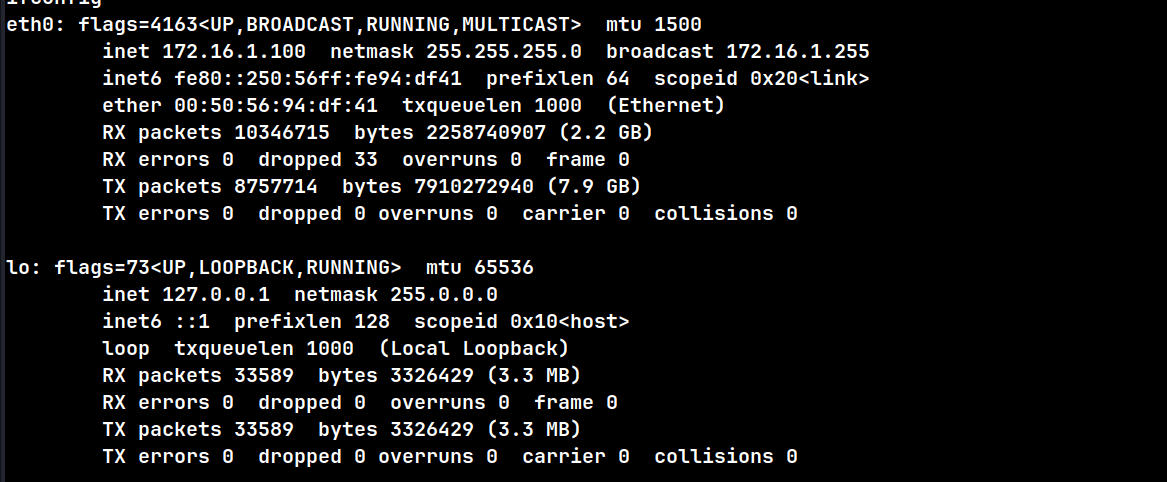 ifconfig
eth0: flags=4163<UP,BROADCAST,RUNNING,MULTICAST>  mtu 1500
        inet 172.16.1.100  netmask 255.255.255.0  broadcast 172.16.1.255
        inet6 fe80::250:56ff:fe94:df41  prefixlen 64  scopeid 0x20<link>
        ether 00:50:56:94:df:41  txqueuelen 1000  (Ethernet)
        RX packets 10346715  bytes 2258740907 (2.2 GB)
        RX errors 0  dropped 33  overruns 0  frame 0
        TX packets 8757714  bytes 7910272940 (7.9 GB)
        TX errors 0  dropped 0 overruns 0  carrier 0  collisions 0

lo: flags=73<UP,LOOPBACK,RUNNING>  mtu 65536
        inet 127.0.0.1  netmask 255.0.0.0
        inet6 ::1  prefixlen 128  scopeid 0x10<host>
        loop  txqueuelen 1000  (Local Loopback)
        RX packets 33589  bytes 3326429 (3.3 MB)
        RX errors 0  dropped 0  overruns 0  frame 0
        TX packets 33589  bytes 3326429 (3.3 MB)
        TX errors 0  dropped 0 overruns 0  carrier 0  collisions 0